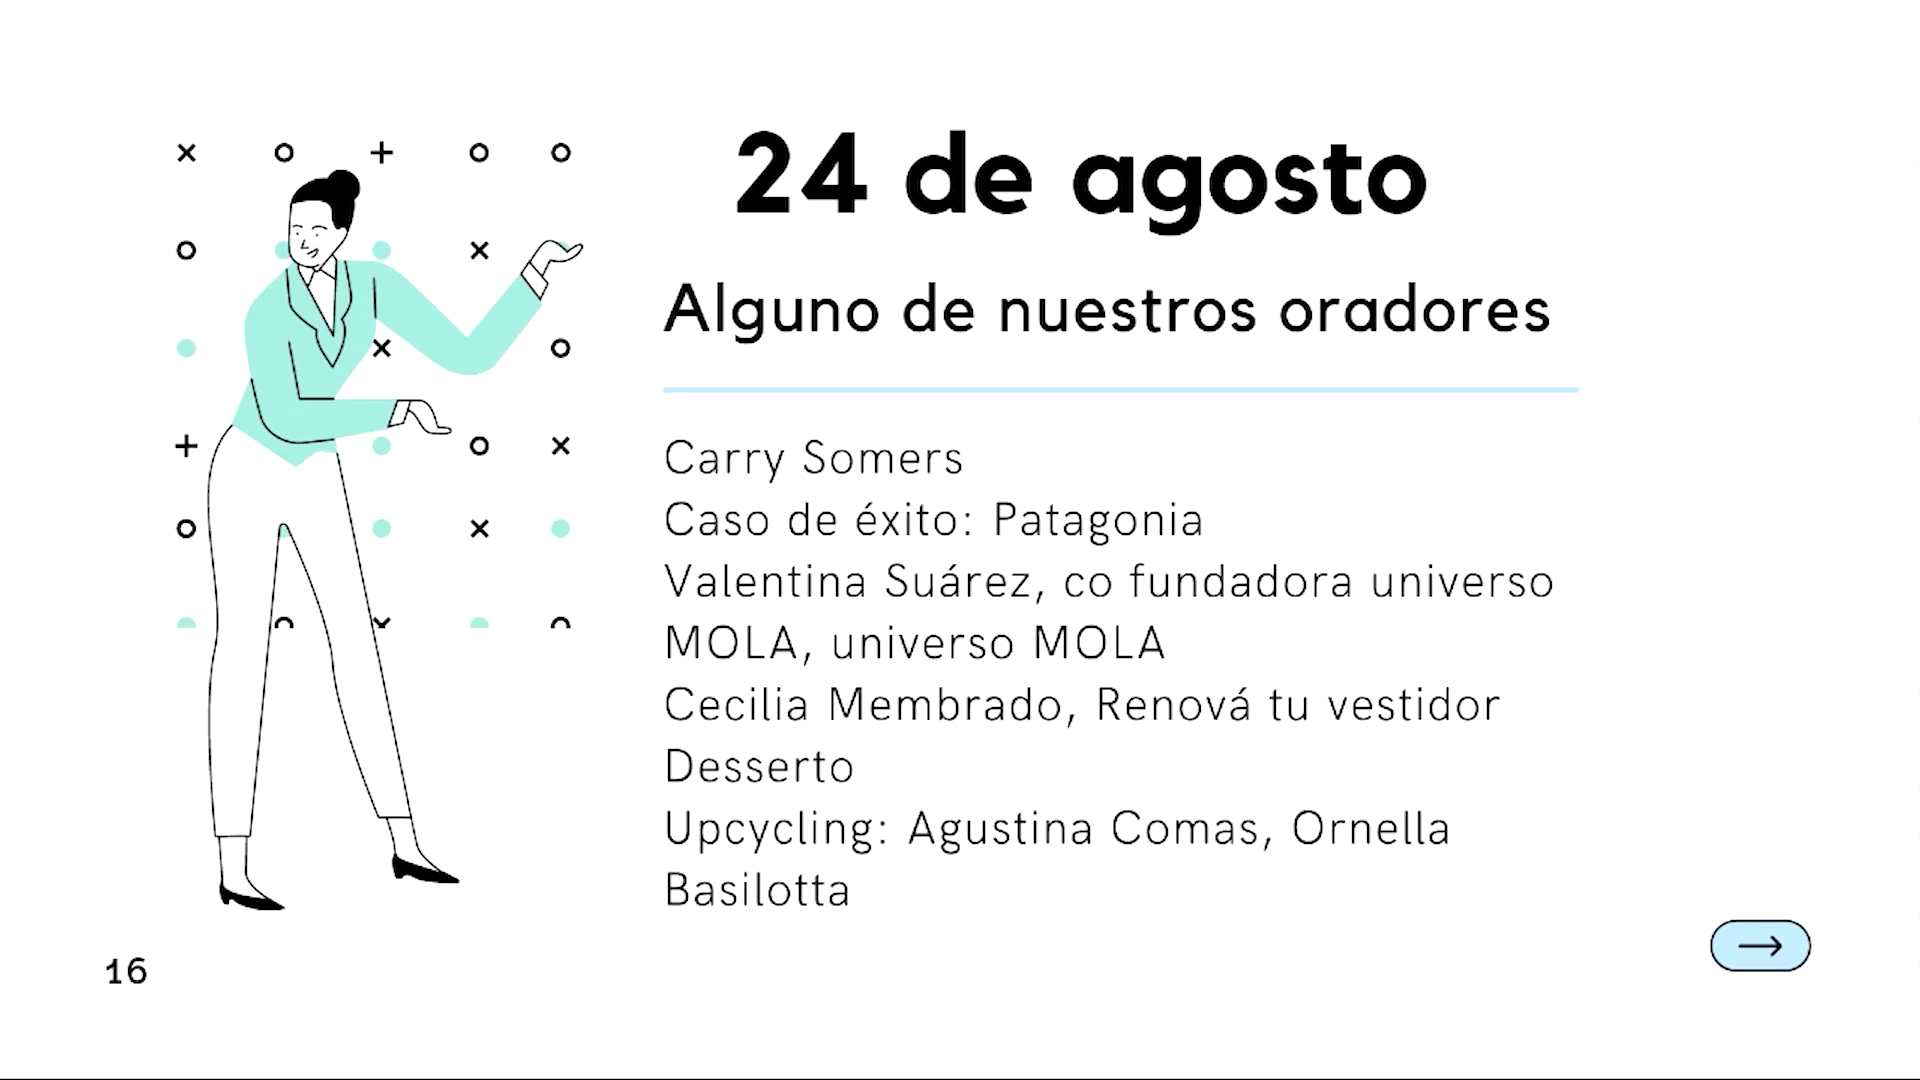 24 de agosto
Alguno de nuestros oradores
Carry Somers
Caso de éxito: Patagonia
Valentina Suárez, co fundadora universo
MOLA, universo MOLA
Cecilia Membrado, Renová tu vestidor
Desserto
Upcycling: Agustina Comas, Ornella
Basilotta
16